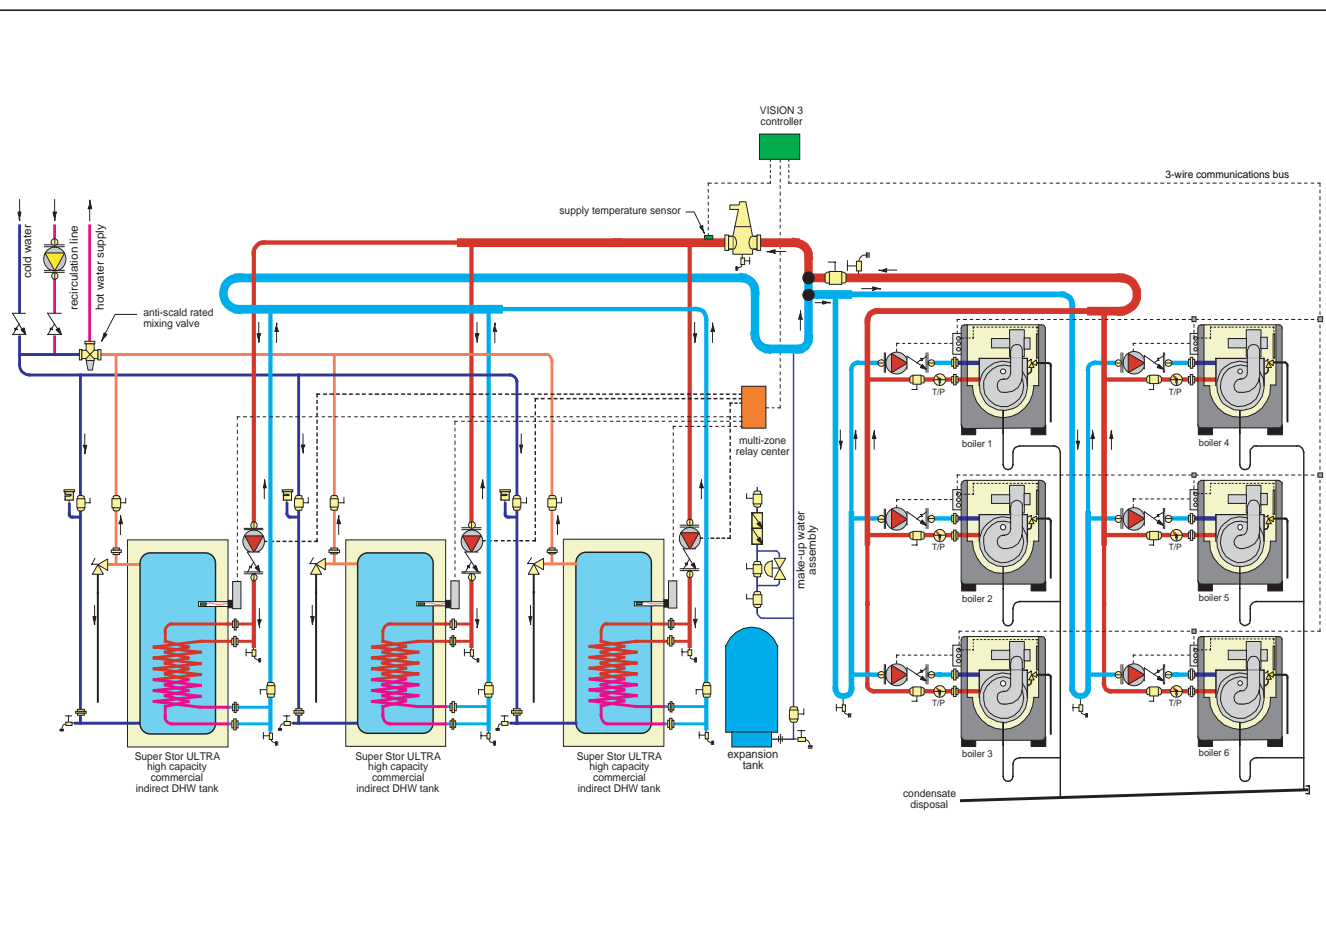 VISION 3
controller
3-wire communications bus
supply temperature sensor
cold water
recirculation line
hot water supply
anti-scald rated
mixing valve
T/P
T/P
boiler 1
boiler 4
multi-zone
relay center
make-up water
assembly
T/P
T/P
boiler 2
boiler 5
T/P
T/P
boiler 3
boiler 6
Super Stor ULTRA
high capacity
commercial
indirect DHW tank
Super Stor ULTRA
high capacity
commercial
indirect DHW tank
Super Stor ULTRA
high capacity
commercial
indirect DHW tank
expansion
tank
condensate
disposal